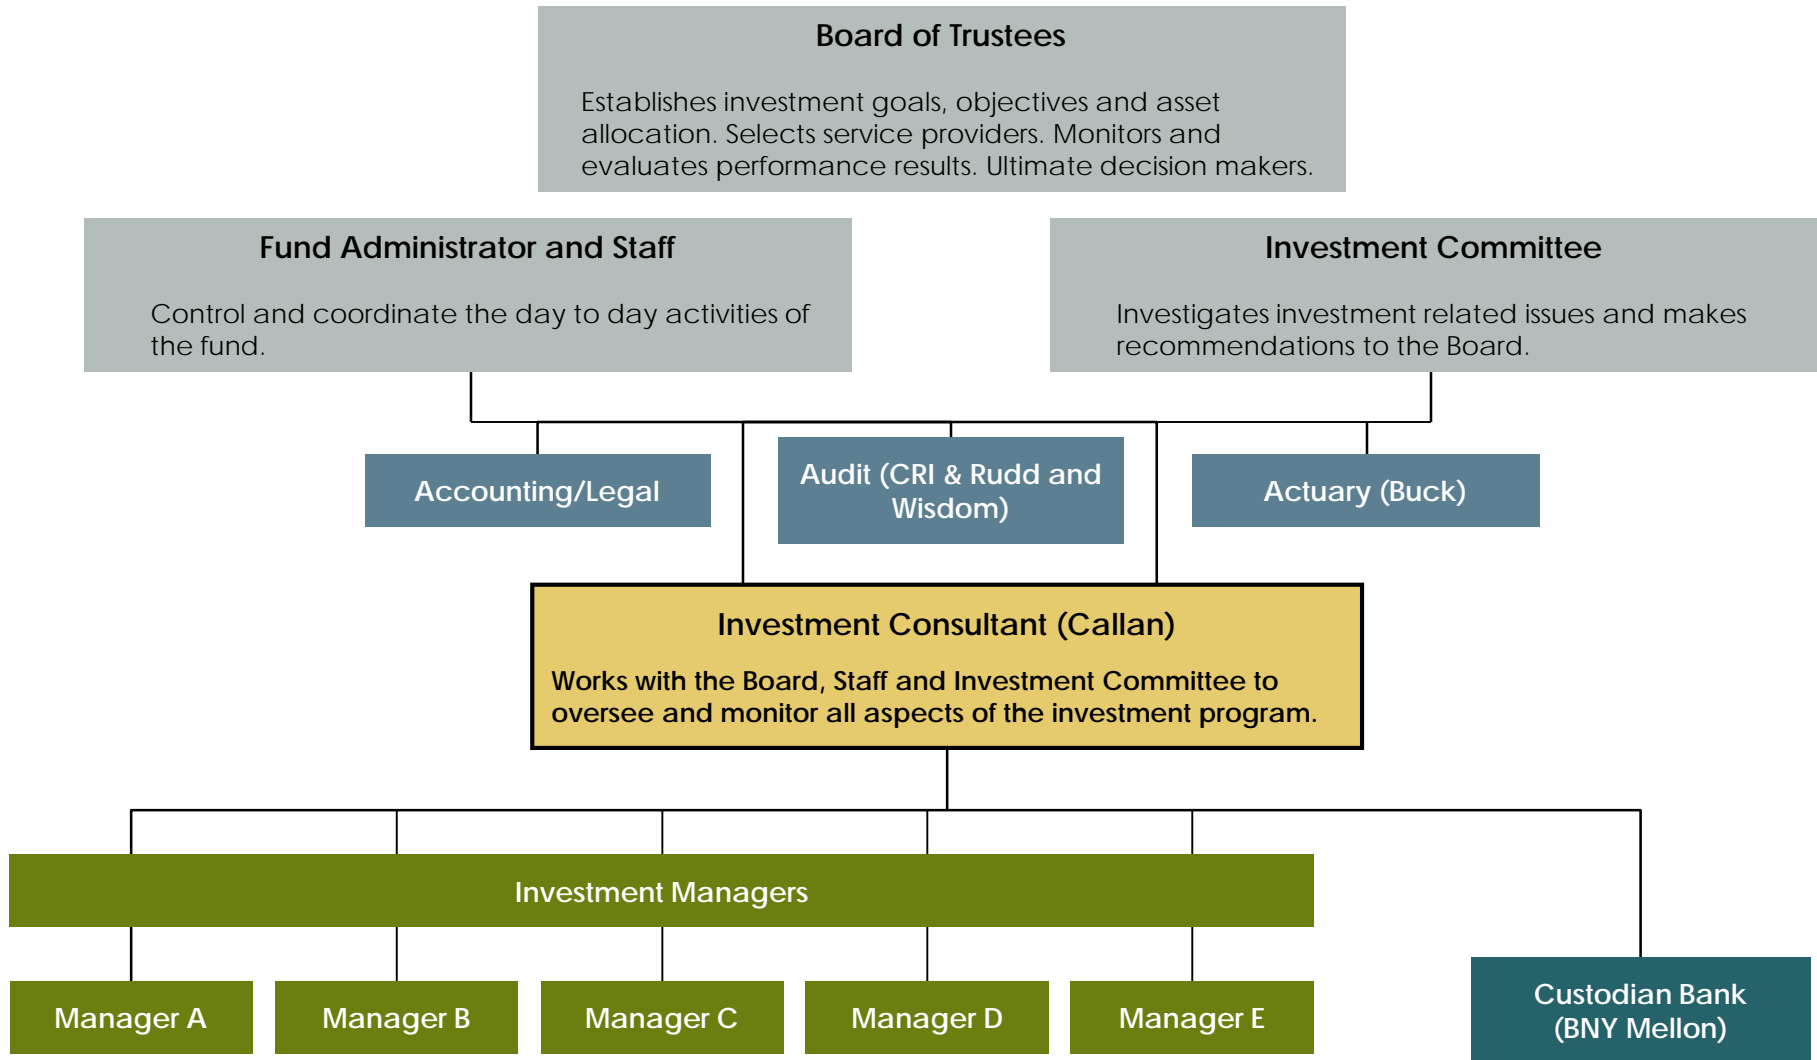 Board of Trustees
Establishes investment goals, objectives and asset
allocation. Selects service providers. Monitors and
evaluates performance results. Ultimate decision makers.
Fund Administrator and Staff
Control and coordinate the day to day activities of
the fund.
Investment Committee
Investigates investment related issues and makes
recommendations to the Board.
Accounting/Legal
Audit (CRI & Rudd and
Wisdom)
Actuary (Buck)
Investment Consultant (Callan)
Works with the Board, Staff and Investment Committee to
oversee and monitor all aspects of the investment program.
Investment Managers
Manager A
Manager B
Manager C
Manager D
Manager E
Custodian Bank
(BNY Mellon)